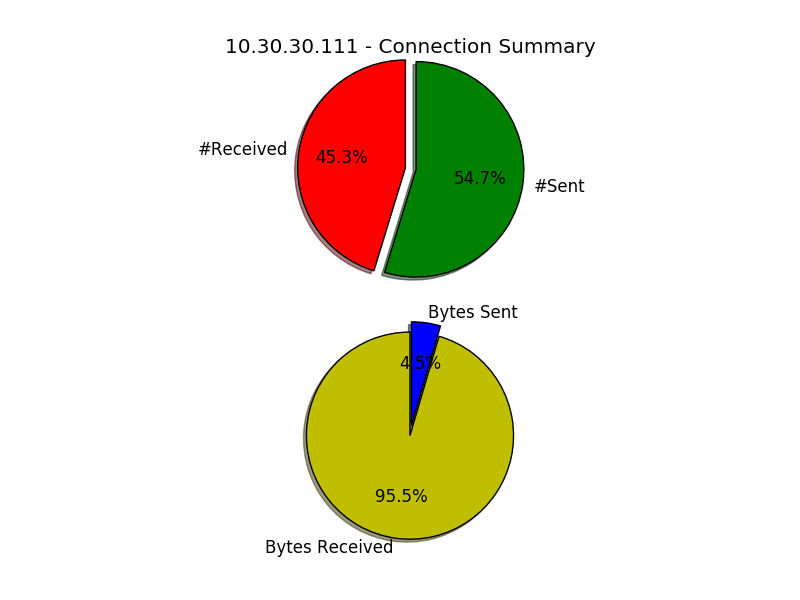 10.30.30.111 - Connection Summary
#Received
45.3%
54.7%
#Sent
Bytes Sent
4.5%
95.5%
Bytes Received